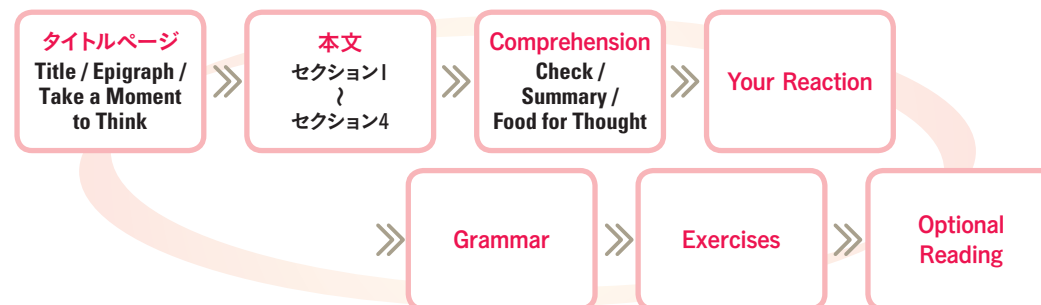 タイトルページ
Title / Epigraph /
Take a Moment
to Think
本文
セクション1
〜
セクション4
Comprehension
Check /
Summary /
Food for Thought
Your Reaction
Grammar
Exercises
Optional
Reading